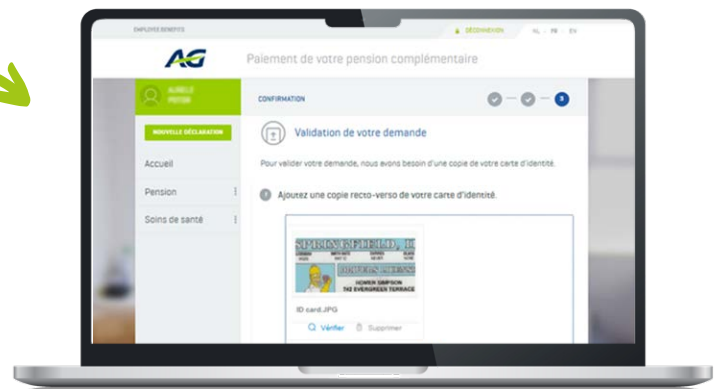 EMPLOYEE BENEFITS
DÉCONNEXION
NL - FR - EN
AG
Paiement de votre pension complémentaire
CONFIRMATION
3
NOUVELLE DÉCLARATION
Validation de votre demande
Accueil
Pour valider votre demande, nous avons besoin d'une copie de votre carte d'identité.
Pension
Ajoutez une copie recto-verso de votre carte d'identité.
Soins de santé
SPRINGFIELD, IL
DRIVERS LICENSE
HOMER SIMPSON
742 EVERGREEN TERRACE
ID card.JPG
Vérifier
Supprimer